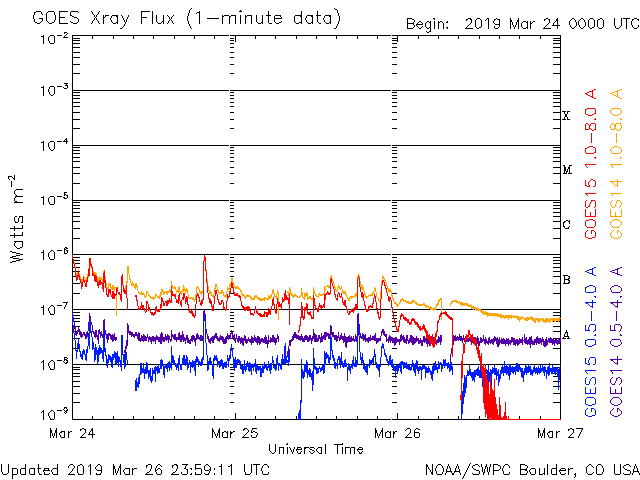 GOES Xray Flux (1-minute data)
Begin: 2019 Mar 24 0000 UTC
10⁻²
10⁻³
10⁻⁴
10⁻⁵
10⁻⁶
10⁻⁷
10⁻⁸
10⁻⁹
Watts m⁻²
X
M
C
B
A
GOES15 1.0-8.0 A
GOES14 1.0-8.0 A
GOES15 0.5-4.0 A
GOES14 0.5-4.0 A
Mar 24 Mar 25 Mar 26 Mar 27
Universal Time
Updated 2019 Mar 26 23:59:11 UTC
NOAA/SWPC Boulder, CO USA